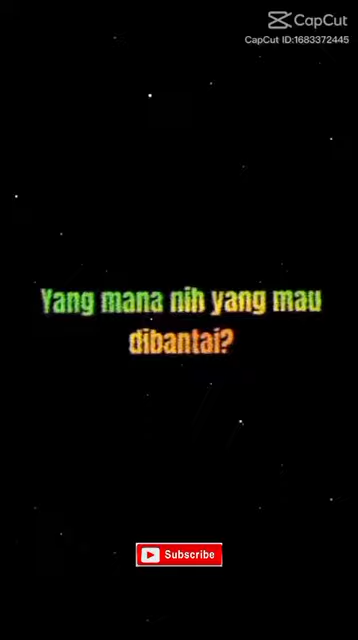 CapCut
CapCut ID:1683372445
Yang mana nih yang mau
dibantai?
Subscribe